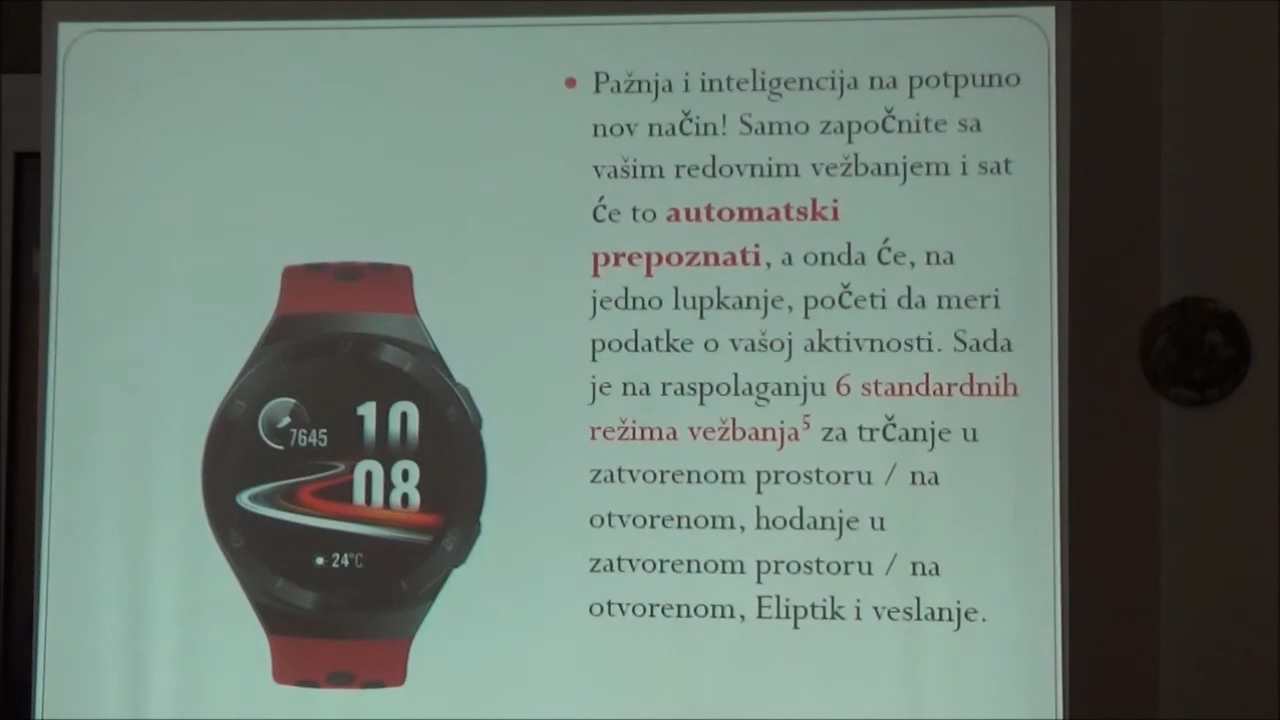 7645
10
08
24°C
• Pažnja i inteligencija na potpuno
nov način! Samo započnite sa
vašim redovnim vežbanjem i sat
će to automatski
prepoznati, a onda će, na
jedno lupkanje, početi da meri
podatke o vašoj aktivnosti. Sada
je na raspolaganju 6 standardnih
režima vežbanja⁵ za trčanje u
zatvorenom prostoru / na
otvorenom, hodanje u
zatvorenom prostoru / na
otvorenom, Eliptik i veslanje.